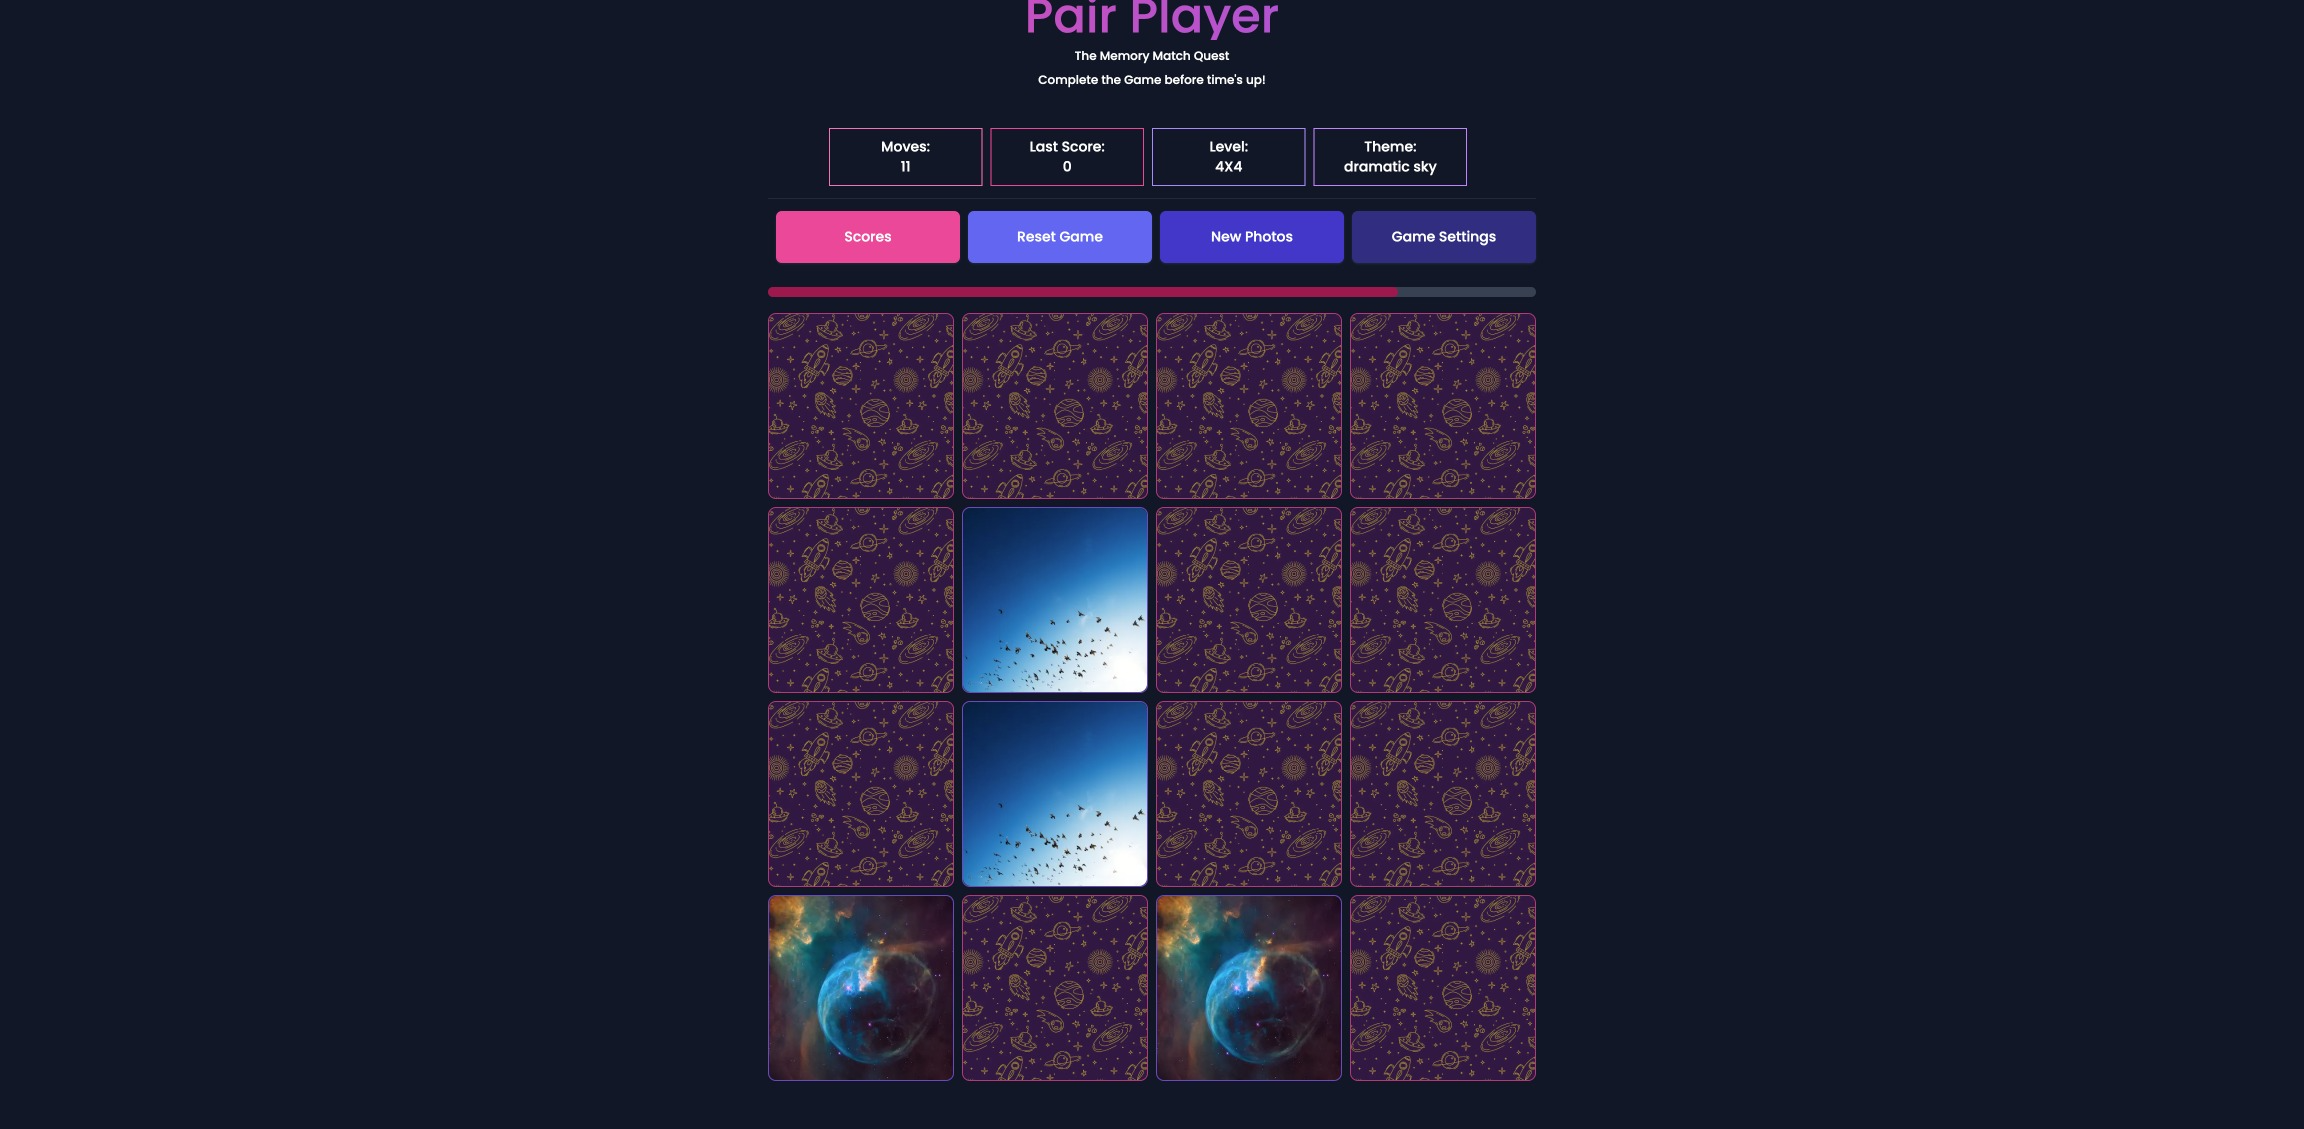 Pair Player
The Memory Match Quest
Complete the Game before time's up!
Moves:
11
Last Score:
0
Level:
4X4
Theme:
dramatic sky
Scores
Reset Game
New Photos
Game Settings